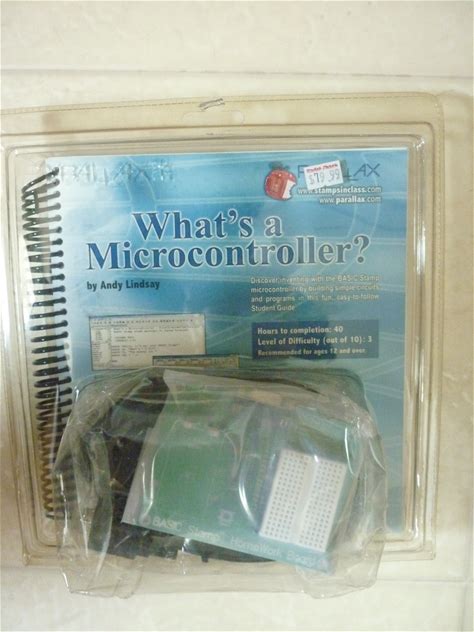 PARALLAX
$79.99
www.stampsinclass.com
www.parallax.com
What's a
Microcontroller?
by Andy Lindsay
Discover inventing with the BASIC Stamp
microcontroller by building simple circuits
and programs in this fun, easy to follow
Student Guide
Hours to completion: 40
Level of Difficulty (out of 10): 3
Recommended for ages 12 and over.
BASIC Stamp HomeWork Board